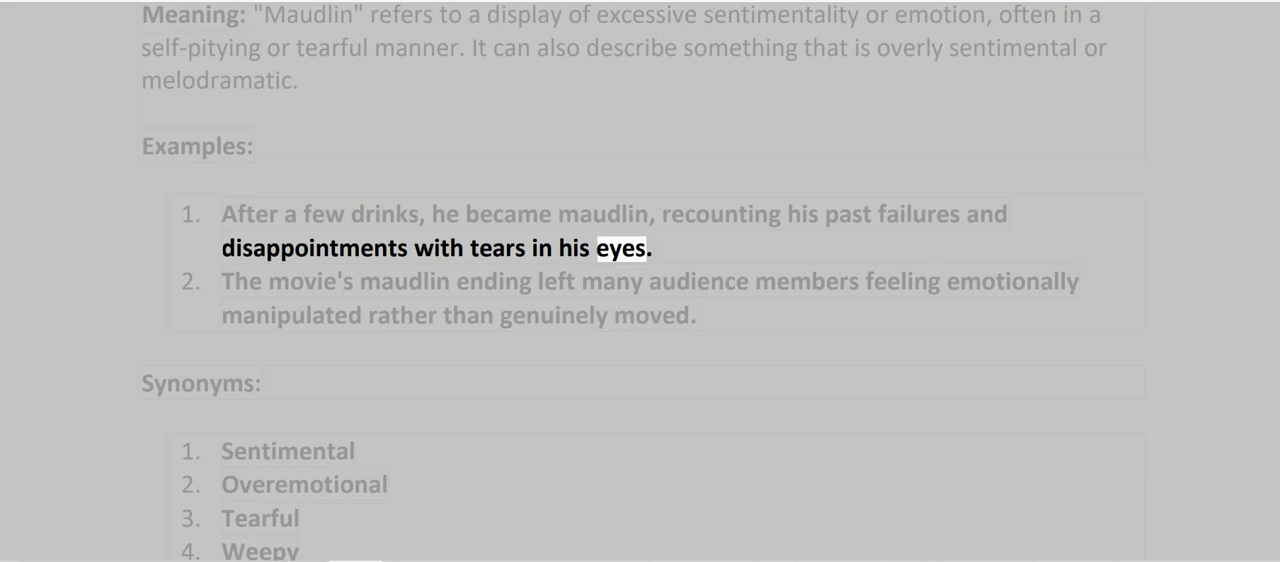 Meaning: "Maudlin" refers to a display of excessive sentimentality or emotion, often in a
self-pitying or tearful manner. It can also describe something that is overly sentimental or
melodramatic.
Examples:
1. After a few drinks, he became maudlin, recounting his past failures and
disappointments with tears in his eyes.
2. The movie's maudlin ending left many audience members feeling emotionally
manipulated rather than genuinely moved.
Synonyms:
1. Sentimental
2. Overemotional
3. Tearful
4. Weepy